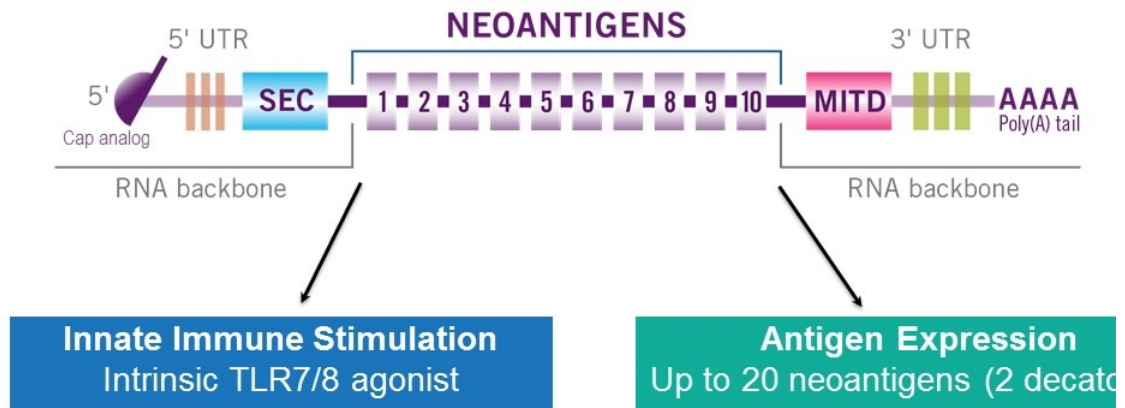 NEOANTIGENS
5' UTR
3' UTR
5'
SEC
1 2 3 4 5 6 7 8 9 10
MITD
AAAA
Cap analog
Poly(A) tail
RNA backbone
RNA backbone
Innate Immune Stimulation
Intrinsic TLR7/8 agonist
Antigen Expression
Up to 20 neoantigens (2